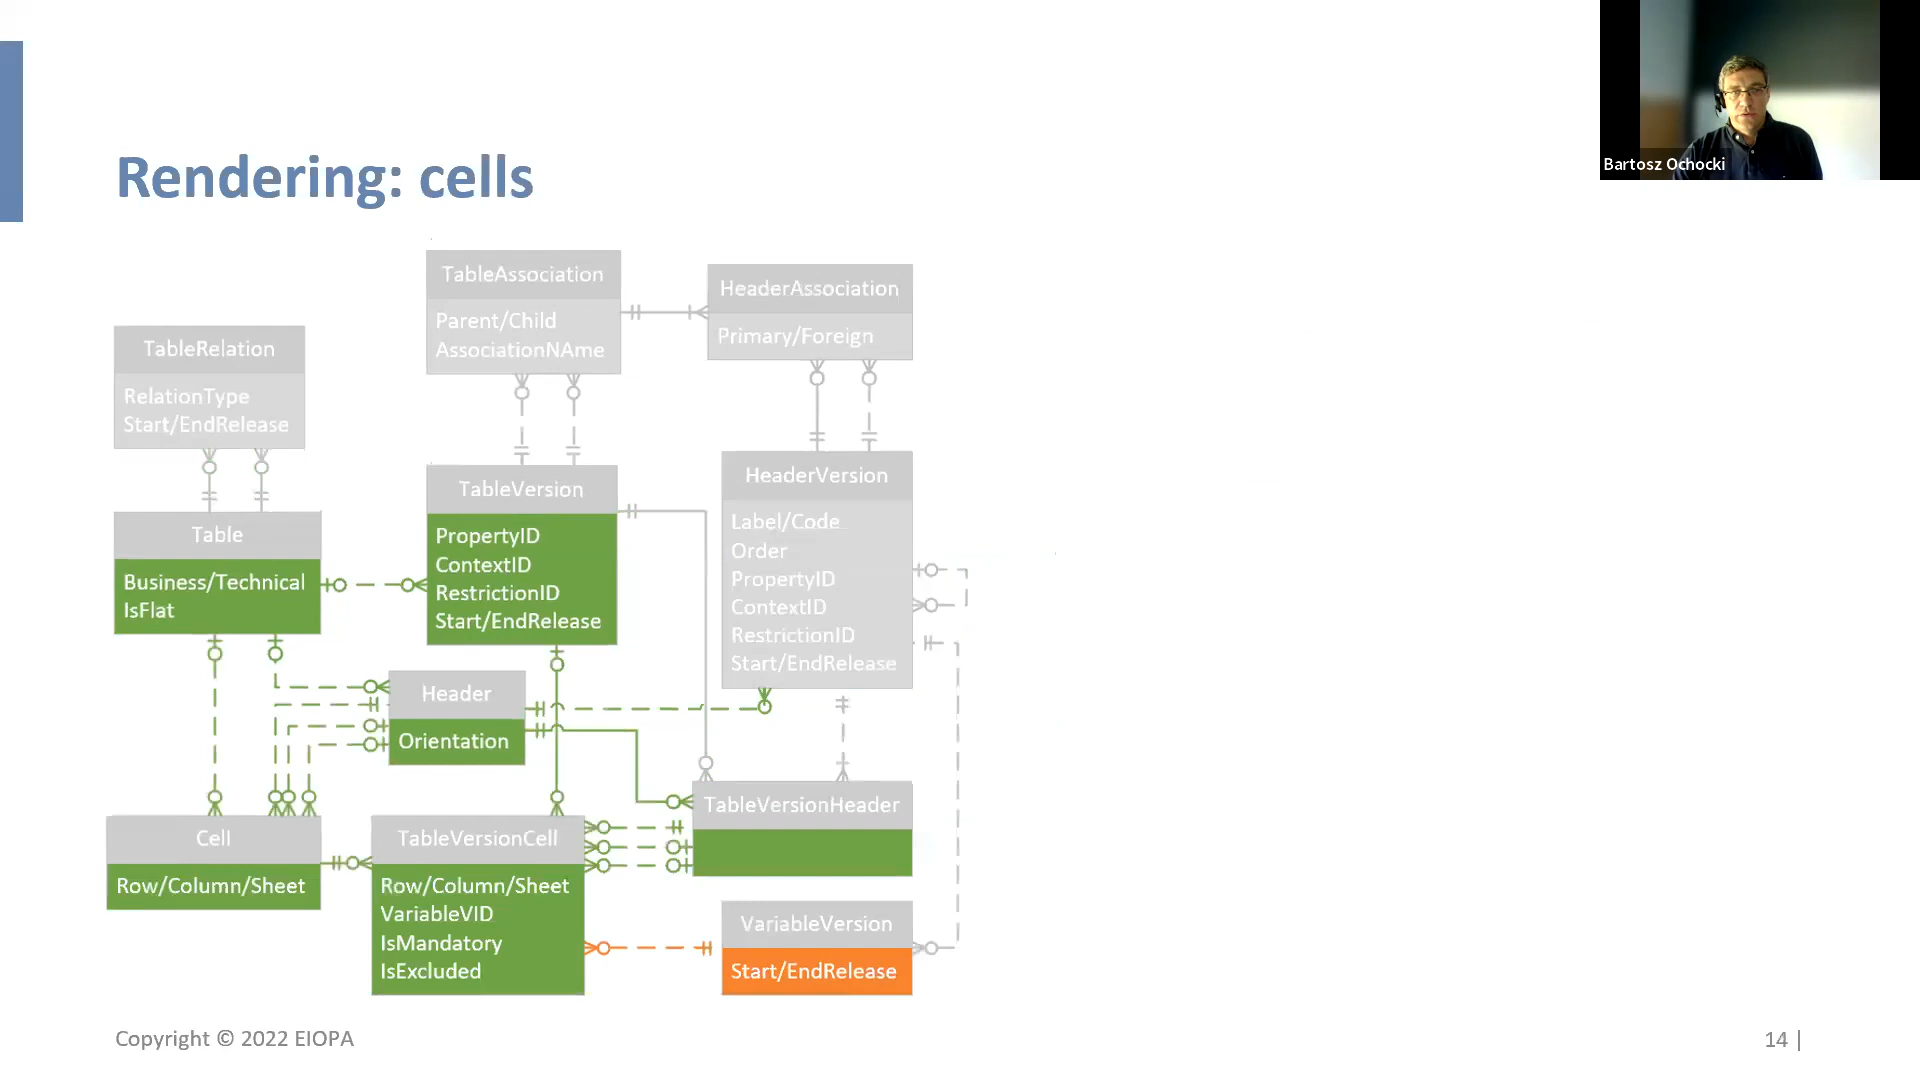 Bartosz Ochocki
Rendering: cells
TableAssociation
Parent/Child
AssociationNAme
HeaderAssociation
Primary/Foreign
TableRelation
RelationType
Start/EndRelease
TableVersion
PropertyID
ContextID
RestrictionID
Start/EndRelease
HeaderVersion
Label/Code
Order
PropertyID
ContextID
RestrictionID
Start/EndRelease
Table
Business/Technical
IsFlat
Header
Orientation
Cell
Row/Column/Sheet
TableVersionCell
Row/Column/Sheet
VariableVID
IsMandatory
IsExcluded
TableVersionHeader
VariableVersion
Start/EndRelease
Copyright © 2022 EIOPA
14 |